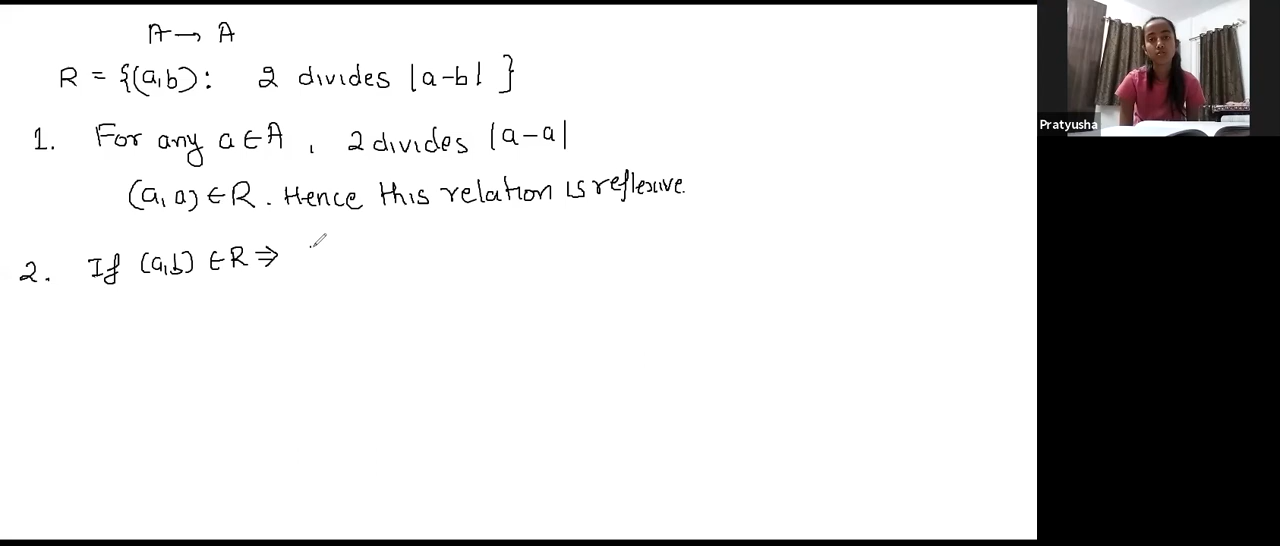 A → A
R = {(a,b): 2 divides |a-b| }
1. For any a ∈ A, 2 divides |a-a|
(a, a) ∈ R. Hence this relation is reflexive.
2. If (a,b) ∈ R ⇒
Pratyusha